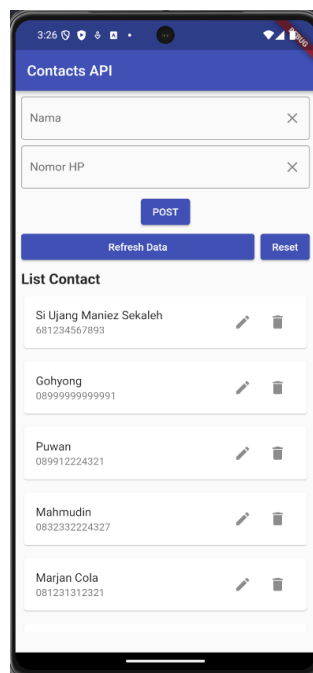 3:26
DEBUG
Contacts API
Nama
Nomor HP
POST
Refresh Data Reset
List Contact
Si Ujang Maniez Sekaleh
681234567893
Gohyong
08999999999991
Puwan
089912224321
Mahmudin
0832332224327
Marjan Cola
081231312321